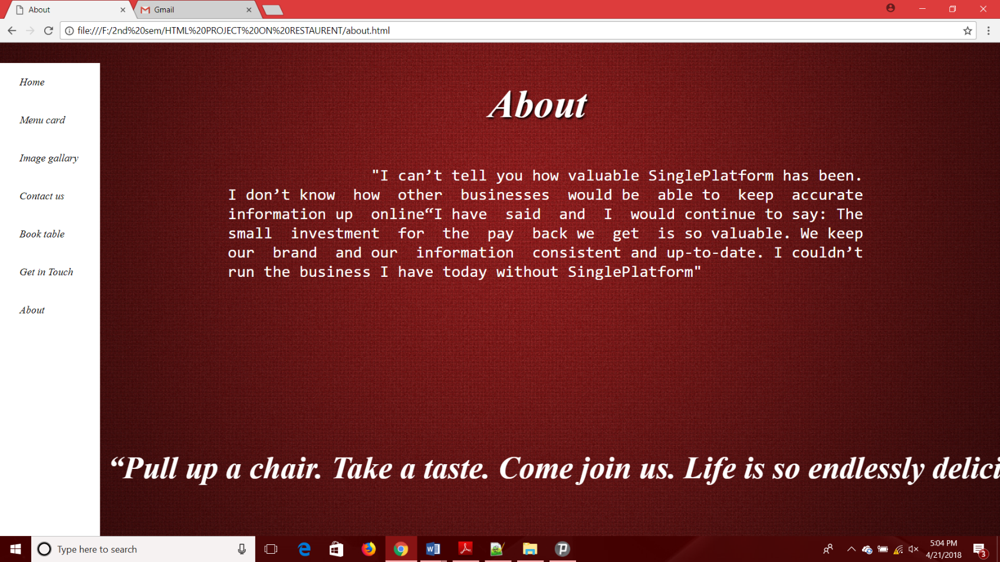 About
Gmail
file:///F:/2nd%20sem/HTML%20PROJECT%20ON%20RESTAURENT/about.html
Home
Menu card
Image gallary
Contact us
Book table
Get in Touch
About
About
"I can’t tell you how valuable SinglePlatform has been.
I don’t know how other businesses would be able to keep accurate
information up online“I have said and I would continue to say: The
small investment for the pay back we get is so valuable. We keep
our brand and our information consistent and up-to-date. I couldn’t
run the business I have today without SinglePlatform"
“Pull up a chair. Take a taste. Come join us. Life is so endlessly delici
Type here to search
5:04 PM
4/21/2018
3